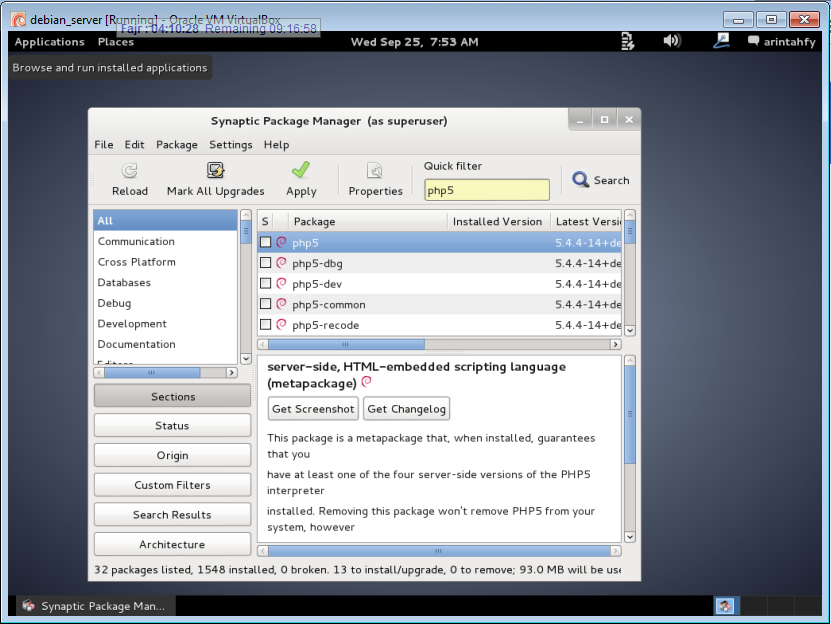 debian_server [Running] - Oracle VM VirtualBox
Fajr : 04:10:28 Remaining 09:16:58
Applications Places Wed Sep 25, 7:53 AM arintahfy
Browse and run installed applications
Synaptic Package Manager (as superuser)
File Edit Package Settings Help
Quick filter
Reload Mark All Upgrades Apply Properties php5 Search
All
Communication
Cross Platform
Databases
Debug
Development
Documentation
S Package Installed Version Latest Versi
php5 5.4.4-14+de
php5-dbg 5.4.4-14+de
php5-dev 5.4.4-14+de
php5-common 5.4.4-14+de
php5-recode 5.4.4-14+de
Sections
Status
Origin
Custom Filters
Search Results
Architecture
server-side, HTML-embedded scripting language
(metapackage)
Get Screenshot Get Changelog
This package is a metapackage that, when installed, guarantees
that you
have at least one of the four server-side versions of the PHP5
interpreter
installed. Removing this package won't remove PHP5 from your
system, however
32 packages listed, 1548 installed, 0 broken. 13 to install/upgrade, 0 to remove; 93.0 MB will be use
Synaptic Package Man...